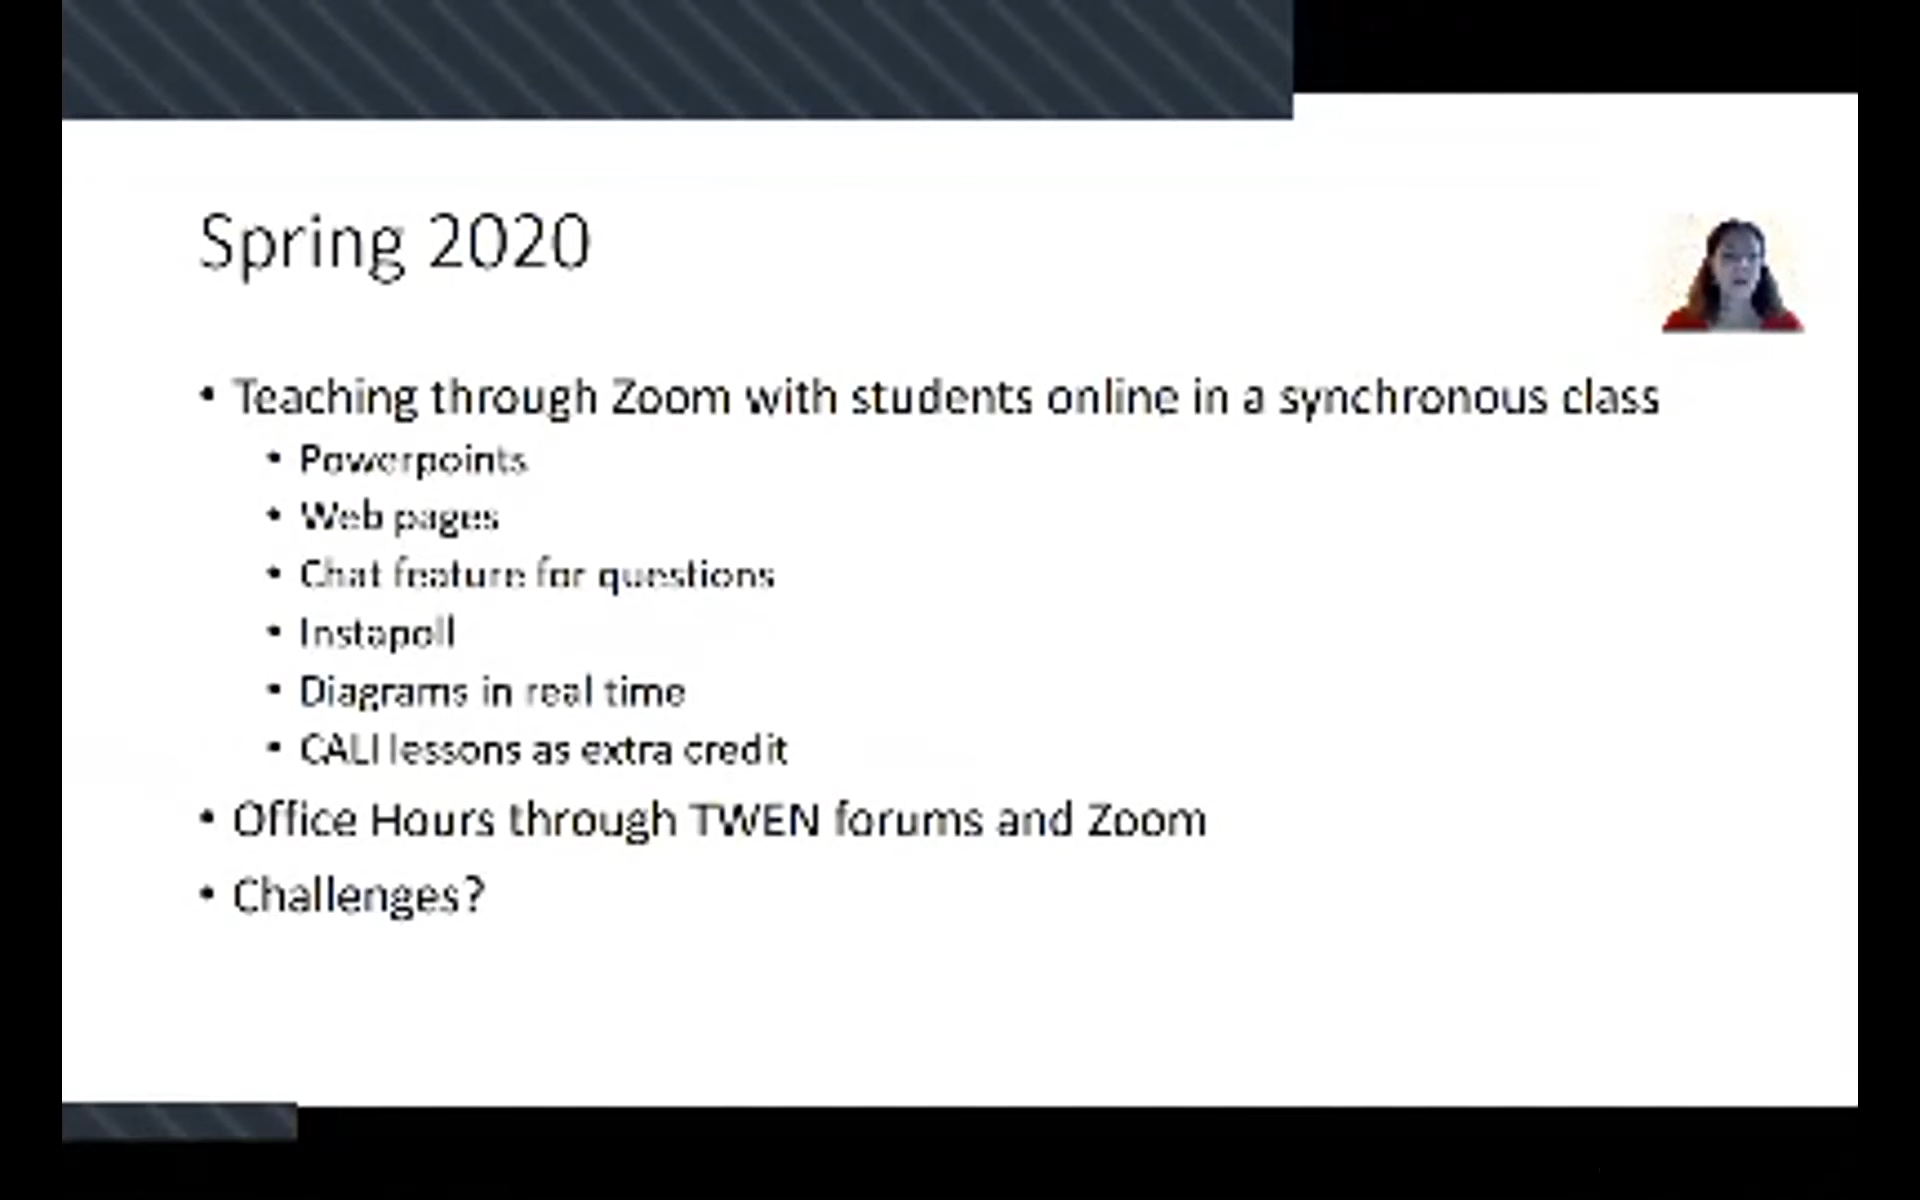 Spring 2020
• Teaching through Zoom with students online in a synchronous class
• Powerpoints
• Web pages
• Chat feature for questions
• Instapoll
• Diagrams in real time
• CALI lessons as extra credit
• Office Hours through TWEN forums and Zoom
• Challenges?